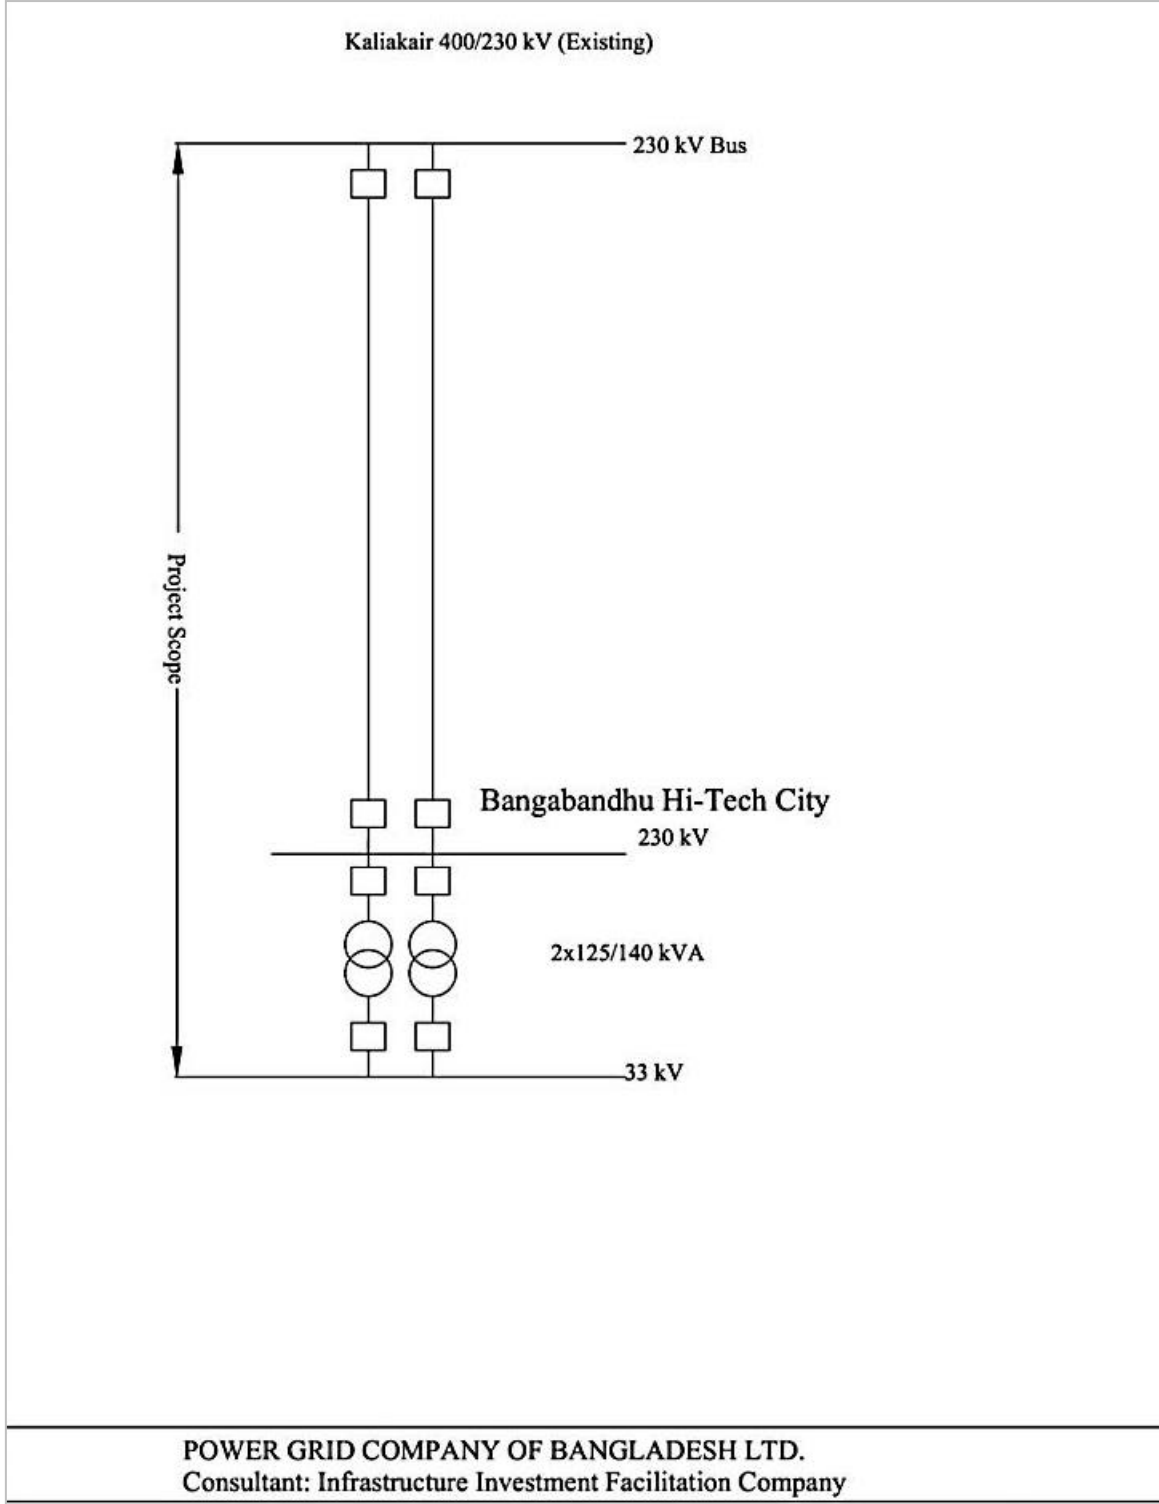 Kaliakair 400/230 kV (Existing)
230 kV Bus
Project Scope
Bangabandhu Hi-Tech City
230 kV
2x125/140 kVA
33 kV
POWER GRID COMPANY OF BANGLADESH LTD.
Consultant: Infrastructure Investment Facilitation Company